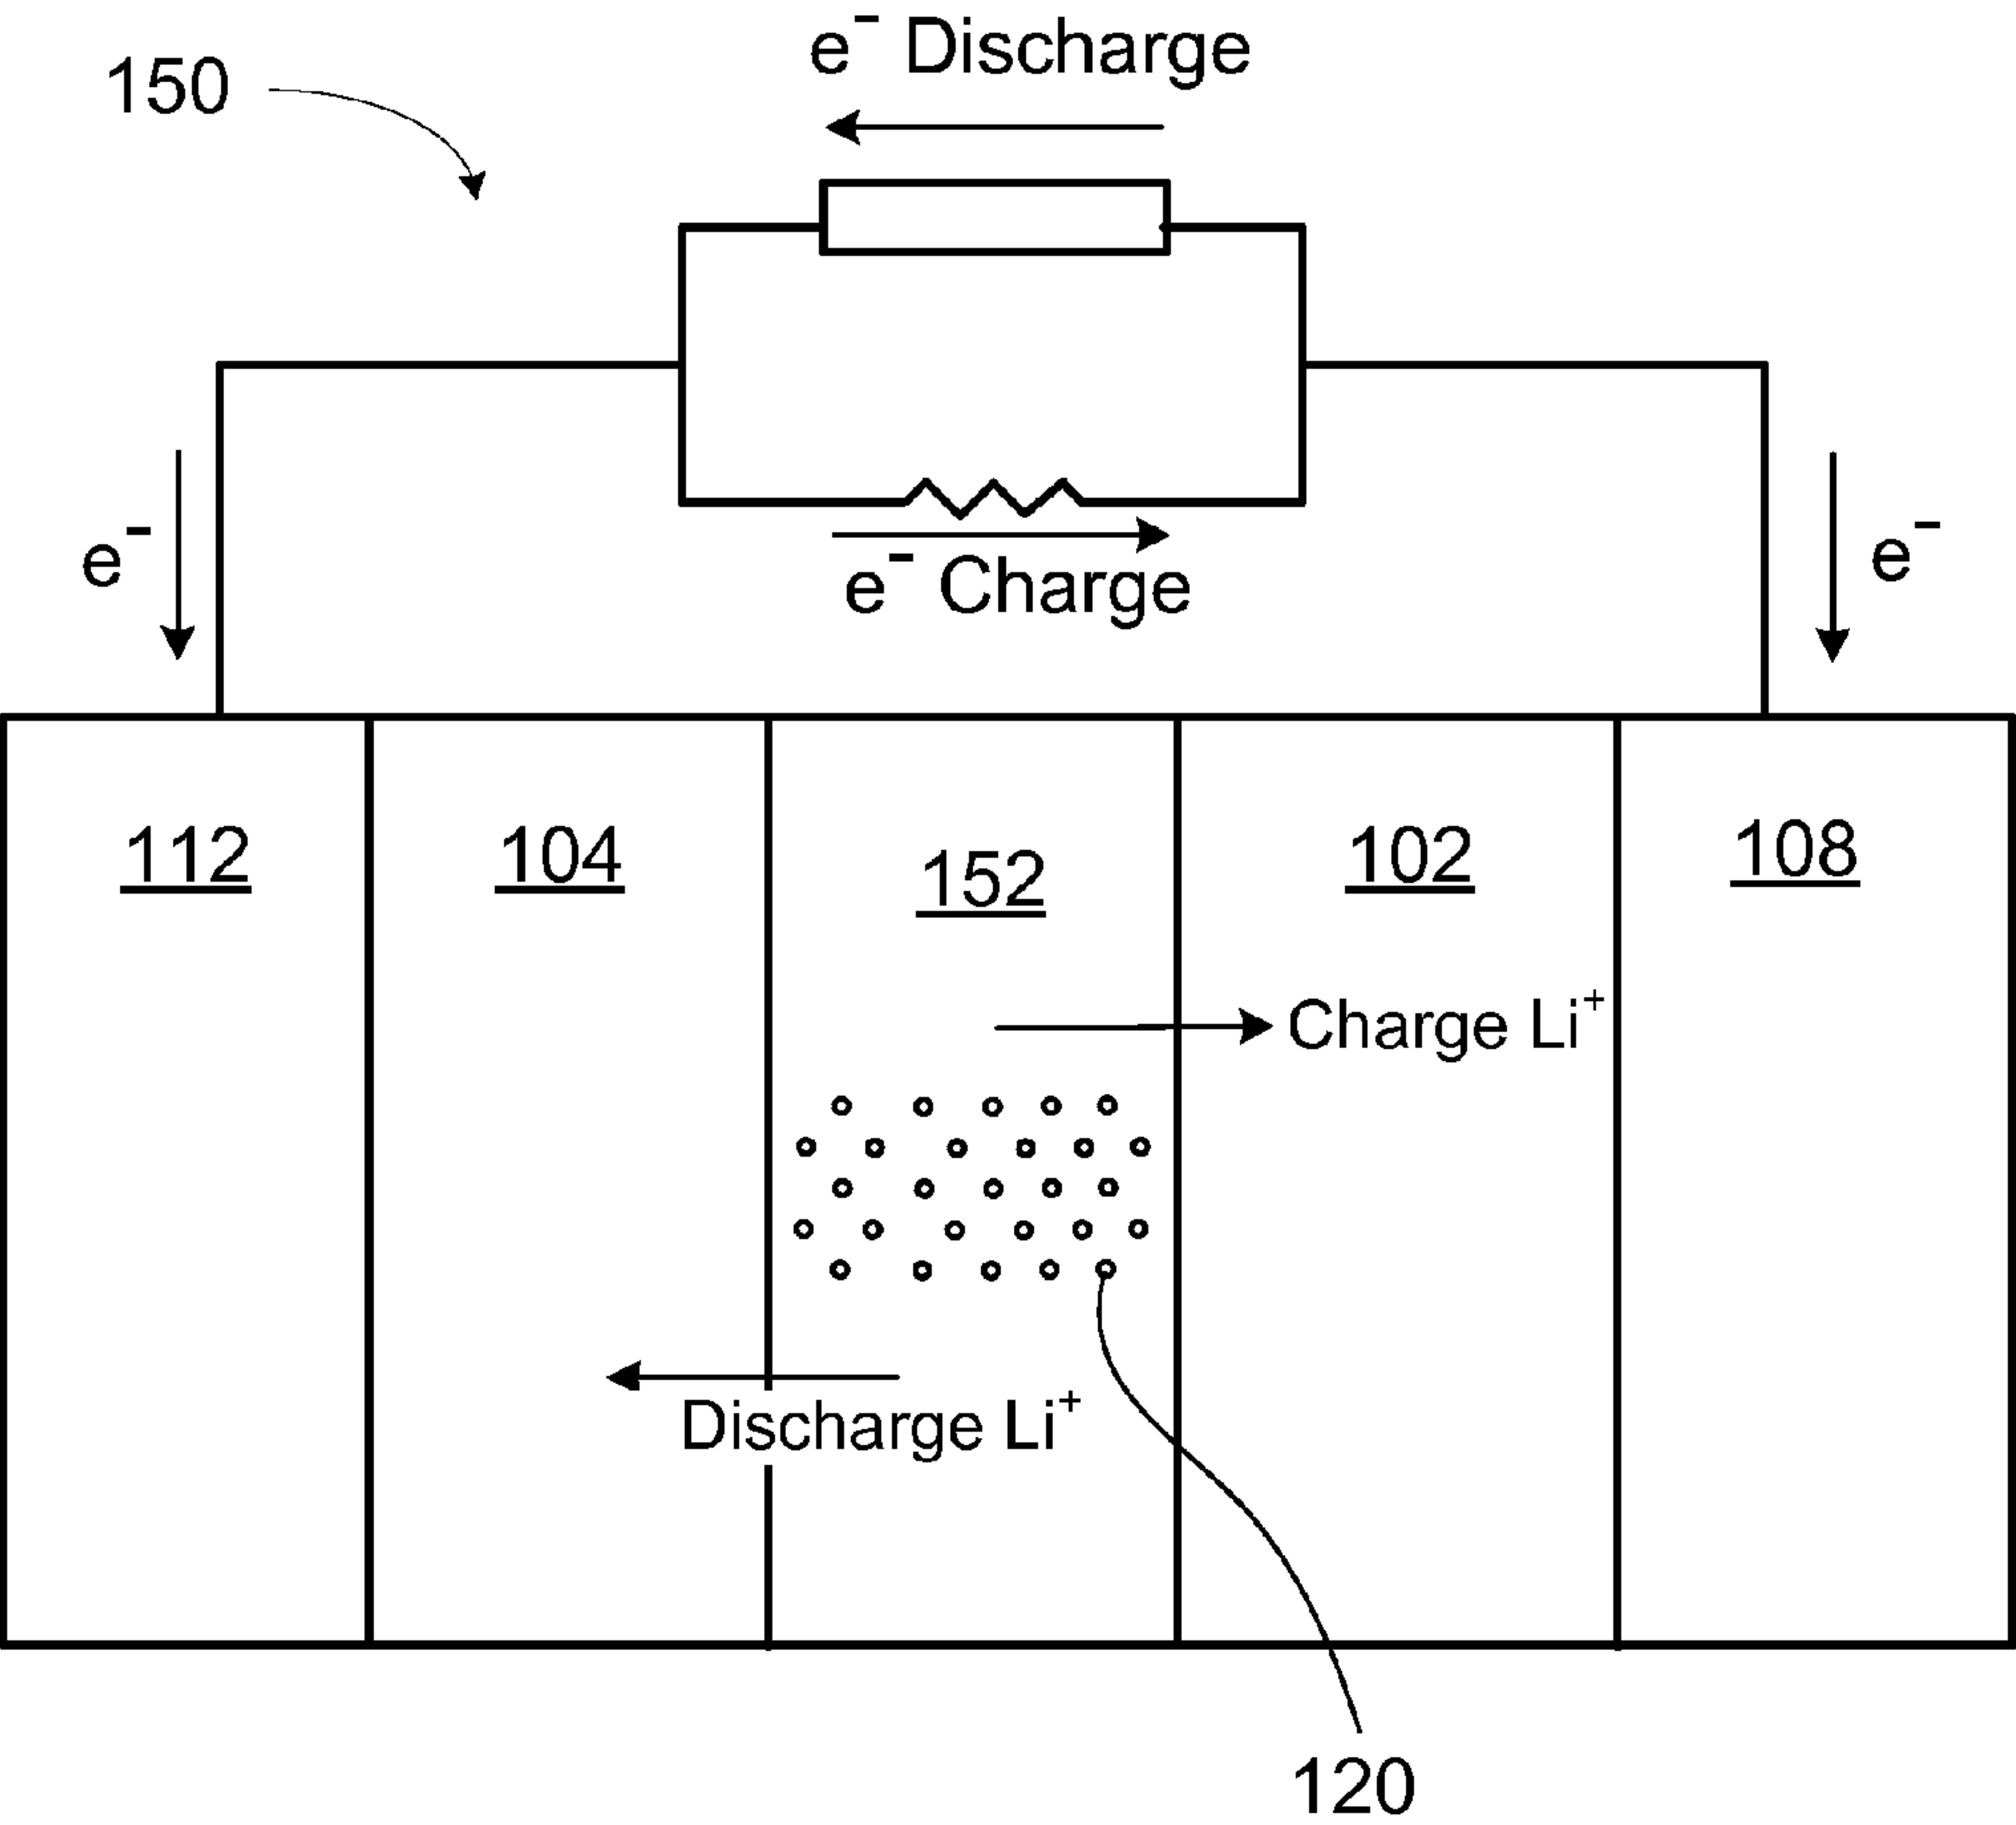 e⁻ Discharge
150
e⁻
e⁻
e⁻ Charge
112
104
152
102
108
Charge Li⁺
Discharge Li⁺
120